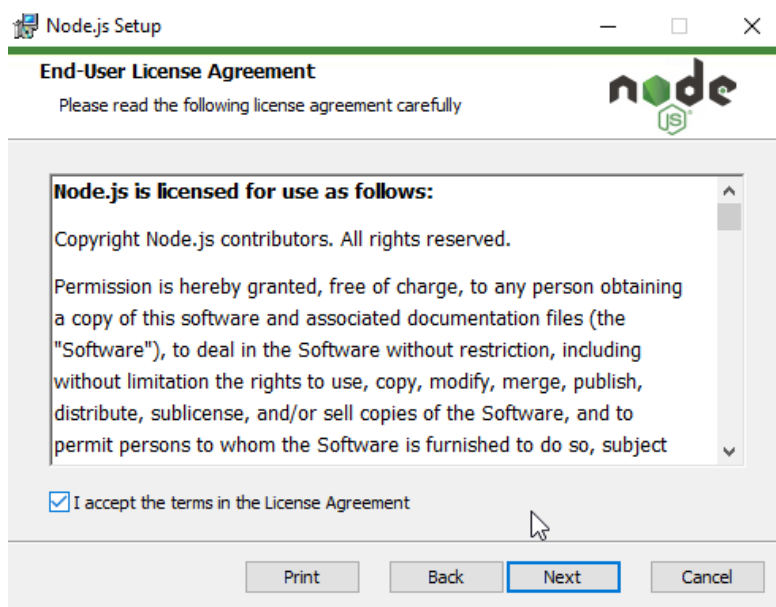 Node.js Setup
End-User License Agreement
Please read the following license agreement carefully
node
JS
Node.js is licensed for use as follows:
Copyright Node.js contributors. All rights reserved.
Permission is hereby granted, free of charge, to any person obtaining
a copy of this software and associated documentation files (the
"Software"), to deal in the Software without restriction, including
without limitation the rights to use, copy, modify, merge, publish,
distribute, sublicense, and/or sell copies of the Software, and to
permit persons to whom the Software is furnished to do so, subject
I accept the terms in the License Agreement
Print Back Next Cancel